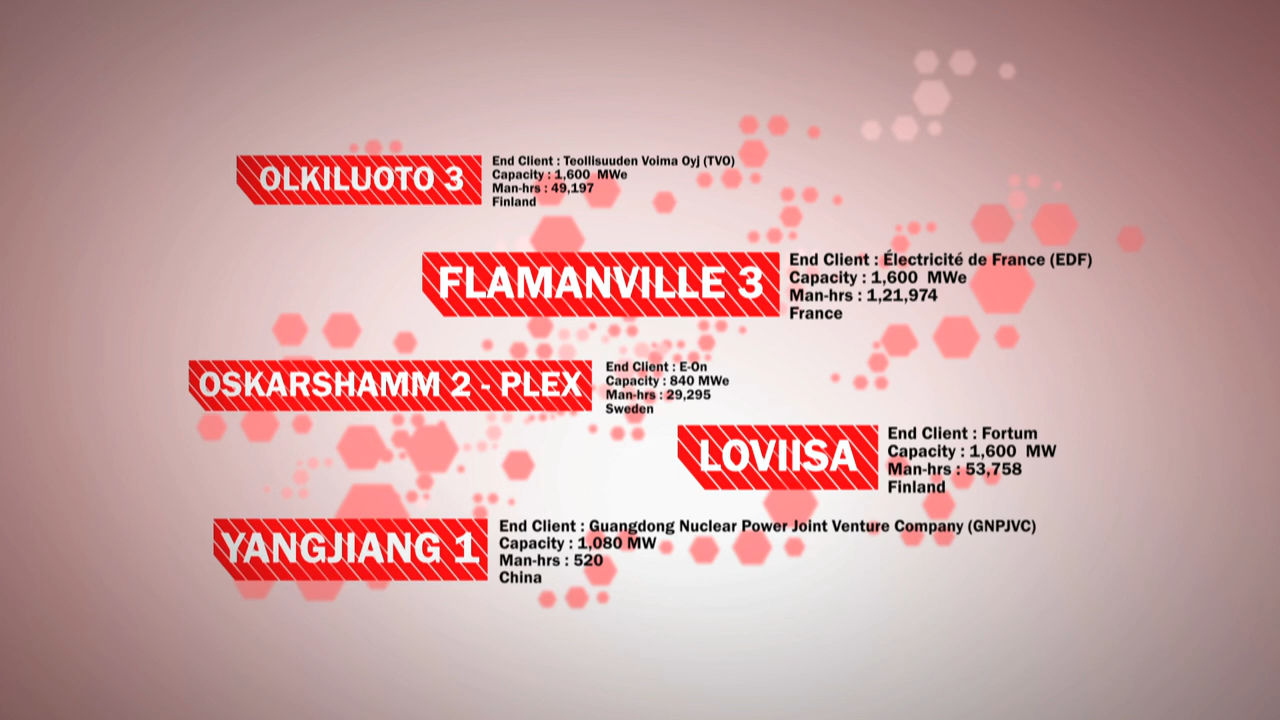 OLKILUOTO 3
End Client : Teollisuuden Voima Oyj (TVO)
Capacity : 1,600 MWe
Man-hrs : 49,197
Finland
FLAMANVILLE 3
End Client : Électricité de France (EDF)
Capacity : 1,600 MWe
Man-hrs : 1,21,974
France
OSKARSHAMM 2 - PLEX
End Client : E-On
Capacity : 840 MWe
Man-hrs : 29,295
Sweden
LOVIISA
End Client : Fortum
Capacity : 1,600 MW
Man-hrs : 53,758
Finland
YANGJIANG 1
End Client : Guangdong Nuclear Power Joint Venture Company (GNPJVC)
Capacity : 1,080 MW
Man-hrs : 520
China